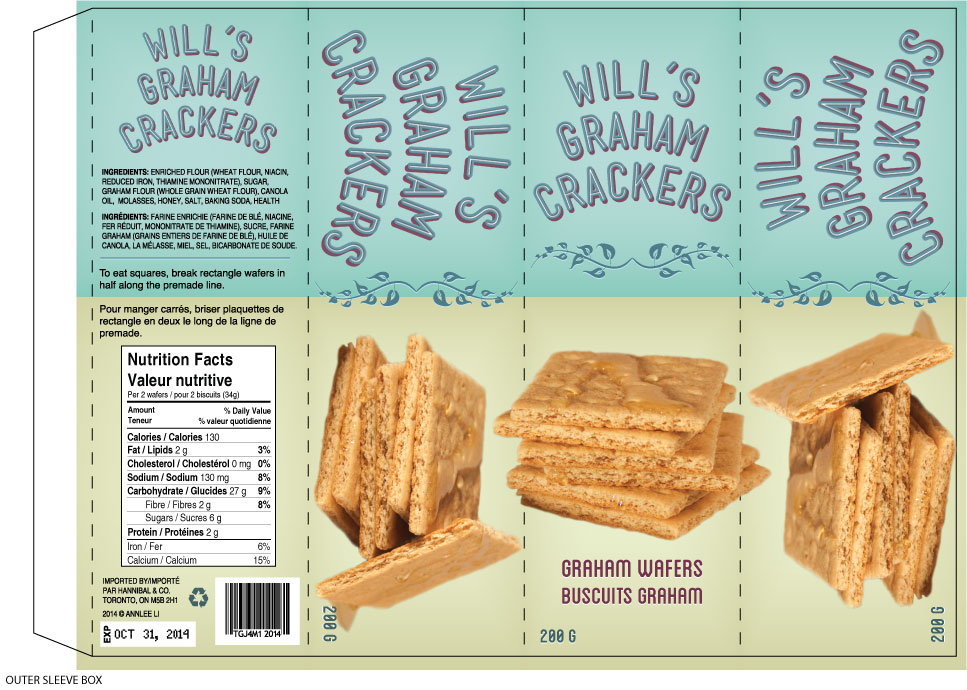 WILL'S
GRAHAM
CRACKERS
INGREDIENTS: ENRICHED FLOUR (WHEAT FLOUR, NIACIN,
REDUCED IRON, THIAMINE MONONITRATE), SUGAR,
GRAHAM FLOUR (WHOLE GRAIN WHEAT FLOUR), CANOLA
OIL, MOLASSES, HONEY, SALT, BAKING SODA, HEALTH
INGRÉDIENTS: FARINE ENRICHIE (FARINE DE BLÉ, NIACINE,
FER RÉDUIT, MONONITRATE DE THIAMINE), SUCRE, FARINE
GRAHAM (GRAINS ENTIERS DE FARINE DE BLÉ), HUILE DE
CANOLA, LA MÉLASSE, MIEL, SEL, BICARBONATE DE SOUDE.
To eat squares, break rectangle wafers in
half along the premade line.
Pour manger carrés, briser plaquettes de
rectangle en deux le long de la ligne de
premade.
Nutrition Facts
Valeur nutritive
Per 2 wafers / pour 2 biscuits (34g)
Amount % Daily Value
Teneur % valeur quotidienne
Calories / Calories 130
Fat / Lipids 2 g 3%
Cholesterol / Cholestérol 0 mg 0%
Sodium / Sodium 130 mg 8%
Carbohydrate / Glucides 27 g 9%
Fibre / Fibres 2 g 8%
Sugars / Sucres 6 g
Protein / Protéines 2 g
Iron / Fer 6%
Calcium / Calcium 15%
IMPORTED BY/IMPORTÉ
PAR HANNIBAL & CO.
TORONTO, ON M5B 2H1
2014 © ANNLEE LI
EXP OCT 31, 2014
TGJ4M1 2014
WILL'S
GRAHAM
CRACKERS
200 G
WILL'S
GRAHAM
CRACKERS
GRAHAM WAFERS
BUSCUITS GRAHAM
200 G
WILL'S
GRAHAM
CRACKERS
200 G
OUTER SLEEVE BOX